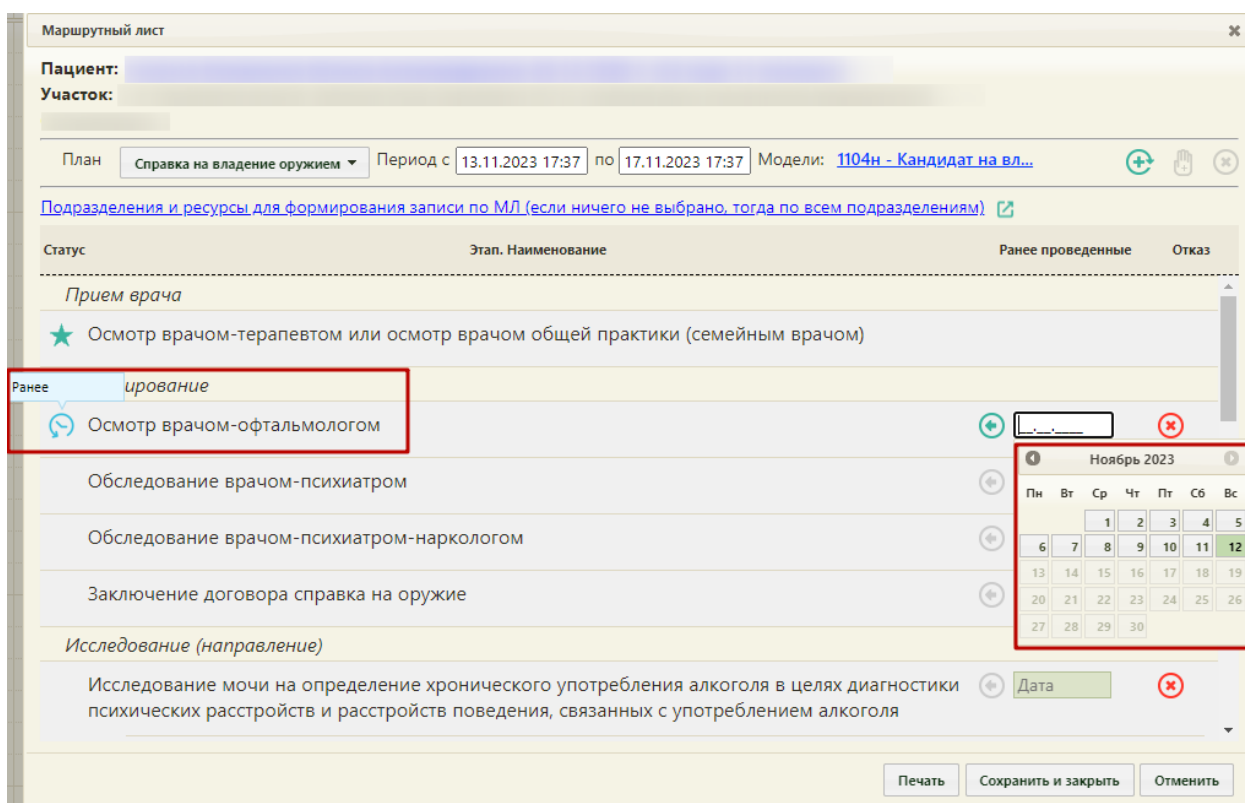 Маршрутный лист
Пациент:
Участок:
План Справка на владение оружием Период с 13.11.2023 17:37 по 17.11.2023 17:37 Модели: 1104н - Кандидат на вл...
Подразделения и ресурсы для формирования записи по МЛ (если ничего не выбрано, тогда по всем подразделениям)
Статус Этап. Наименование Ранее проведенные Отказ
Прием врача
Осмотр врачом-терапевтом или осмотр врачом общей практики (семейным врачом)
Ранее ирование
Осмотр врачом-офтальмологом __.__.____
Обследование врачом-психиатром
Обследование врачом-психиатром-наркологом
Заключение договора справка на оружие
Ноябрь 2023
Пн Вт Ср Чт Пт Сб Вс
1 2 3 4 5
6 7 8 9 10 11 12
13 14 15 16 17 18 19
20 21 22 23 24 25 26
27 28 29 30
Исследование (направление)
Исследование мочи на определение хронического употребления алкоголя в целях диагностики Дата
психических расстройств и расстройств поведения, связанных с употреблением алкоголя
Печать Сохранить и закрыть Отменить